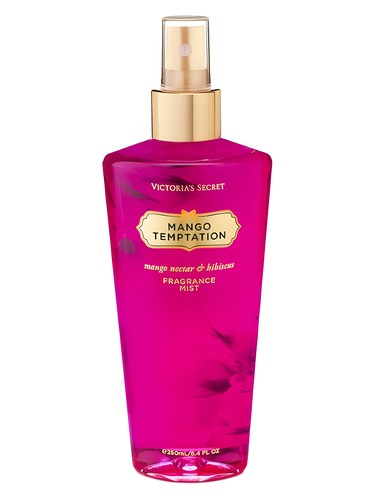 VICTORIA'S SECRET
MANGO
TEMPTATION
mango nectar & hibiscus
FRAGRANCE
MIST
℮250mL/8.4 FL OZ